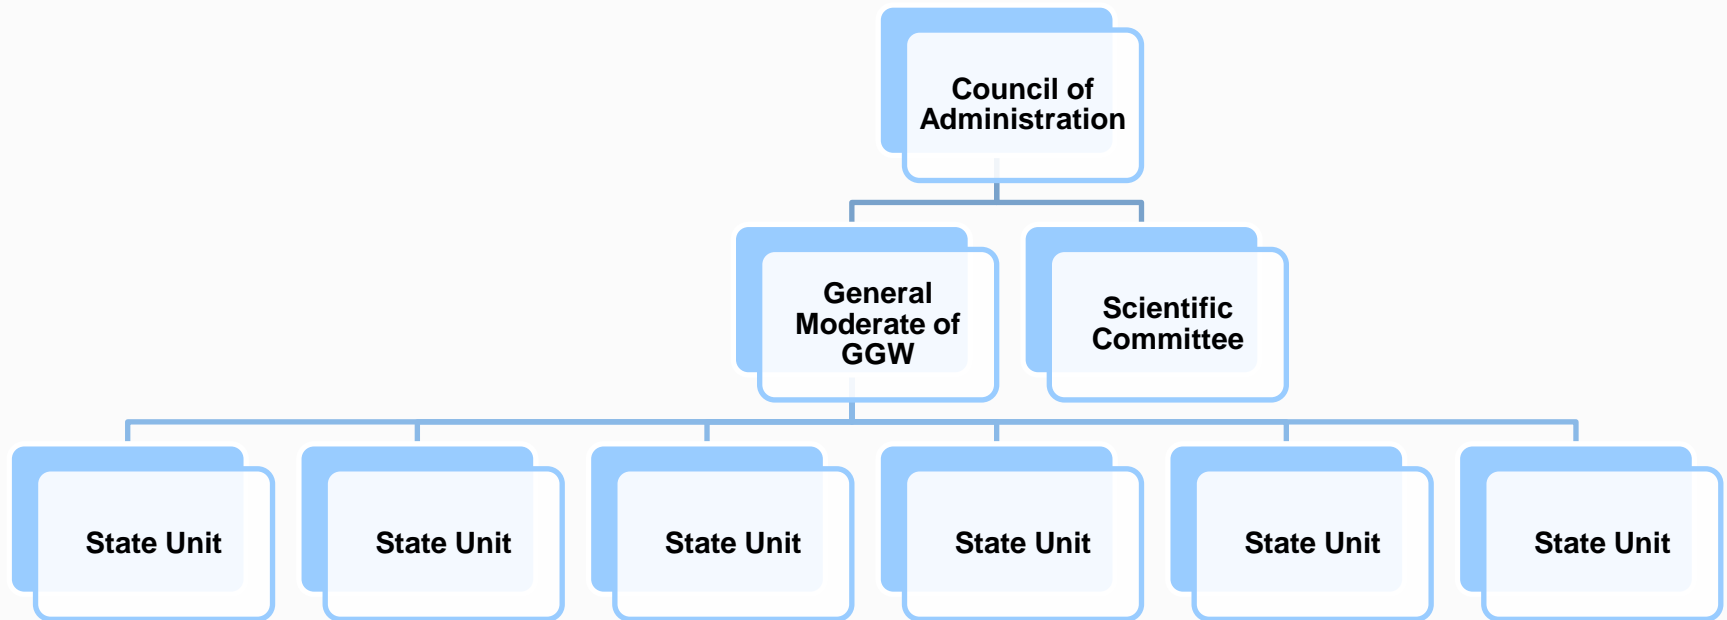 Council of
Administration
General
Moderate of
GGW
Scientific
Committee
State Unit
State Unit
State Unit
State Unit
State Unit
State Unit